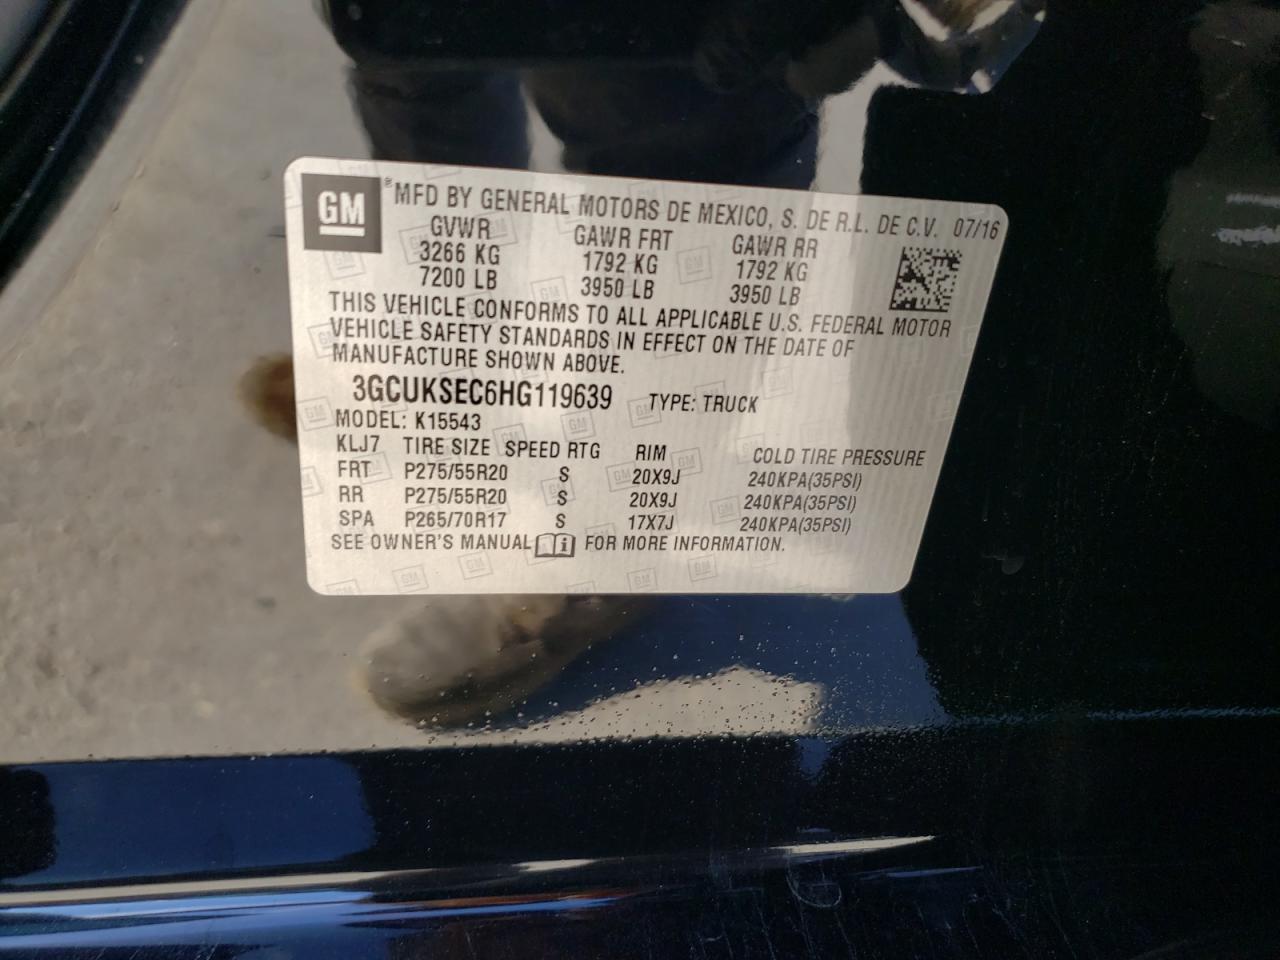 GM ® MFD BY GENERAL MOTORS DE MEXICO, S. DE R.L. DE C.V. 07/16
GVWR GAWR FRT GAWR RR
3266 KG 1792 KG 1792 KG
7200 LB 3950 LB 3950 LB
THIS VEHICLE CONFORMS TO ALL APPLICABLE U.S. FEDERAL MOTOR
VEHICLE SAFETY STANDARDS IN EFFECT ON THE DATE OF
MANUFACTURE SHOWN ABOVE.
3GCUKSEC6HG119639 TYPE: TRUCK
MODEL: K15543
KLJ7 TIRE SIZE SPEED RTG RIM COLD TIRE PRESSURE
FRT P275/55R20 S 20X9J 240KPA(35PSI)
RR P275/55R20 S 20X9J 240KPA(35PSI)
SPA P265/70R17 S 17X7J 240KPA(35PSI)
SEE OWNER'S MANUAL i FOR MORE INFORMATION.